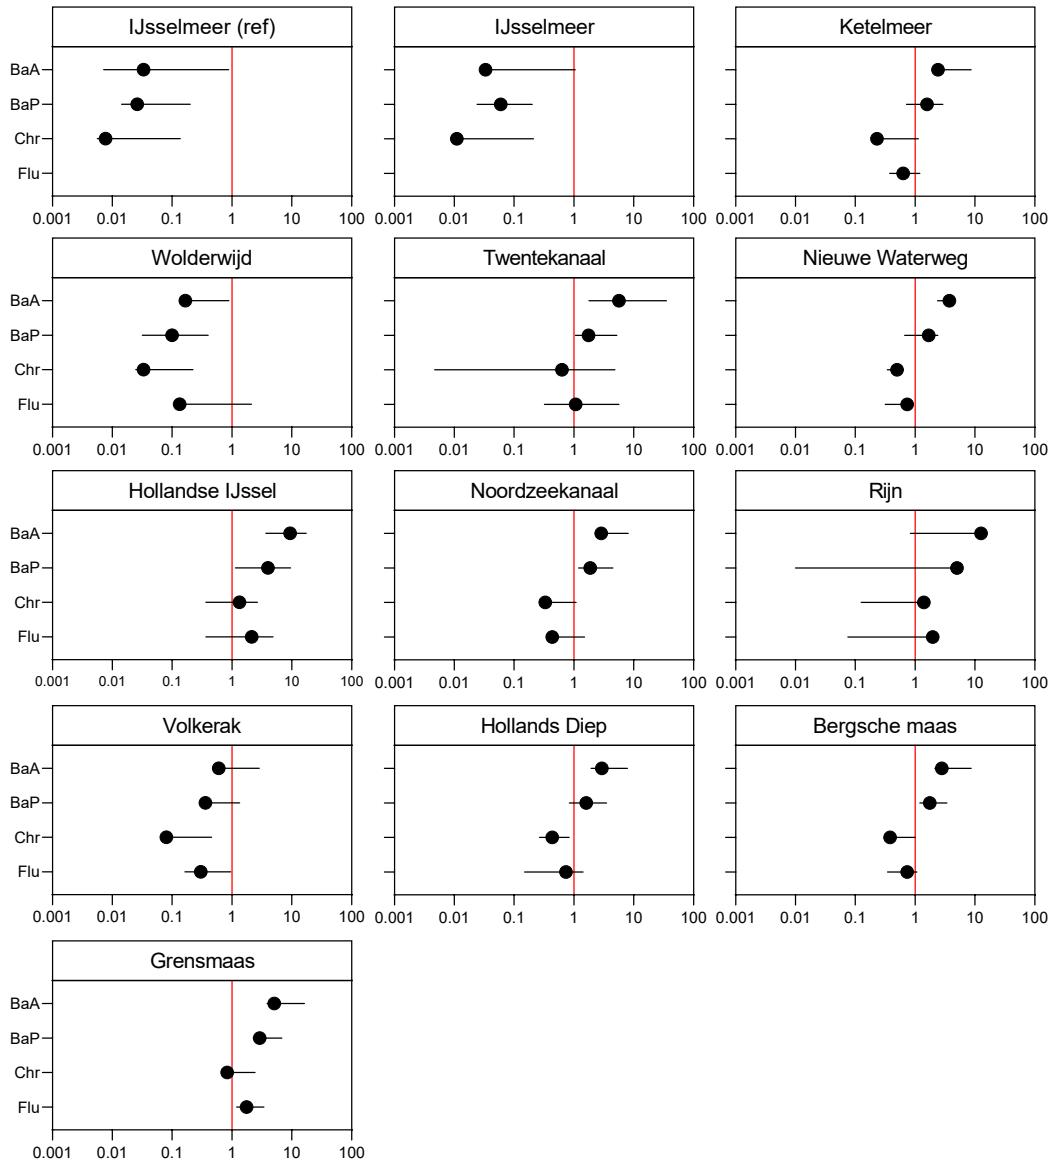 IJsselmeer (ref) IJsselmeer Ketelmeer
BaA
BaP
Chr
Flu
0.001 0.01 0.1 1 10 100 0.001 0.01 0.1 1 10 100 0.001 0.01 0.1 1 10 100
Wolderwijd Twentekanaal Nieuwe Waterweg
BaA
BaP
Chr
Flu
0.001 0.01 0.1 1 10 100 0.001 0.01 0.1 1 10 100 0.001 0.01 0.1 1 10 100
Hollandse IJssel Noordzeekanaal Rijn
BaA
BaP
Chr
Flu
0.001 0.01 0.1 1 10 100 0.001 0.01 0.1 1 10 100 0.001 0.01 0.1 1 10 100
Volkerak Hollands Diep Bergsche maas
BaA
BaP
Chr
Flu
0.001 0.01 0.1 1 10 100 0.001 0.01 0.1 1 10 100 0.001 0.01 0.1 1 10 100
Grensmaas
BaA
BaP
Chr
Flu
0.001 0.01 0.1 1 10 100